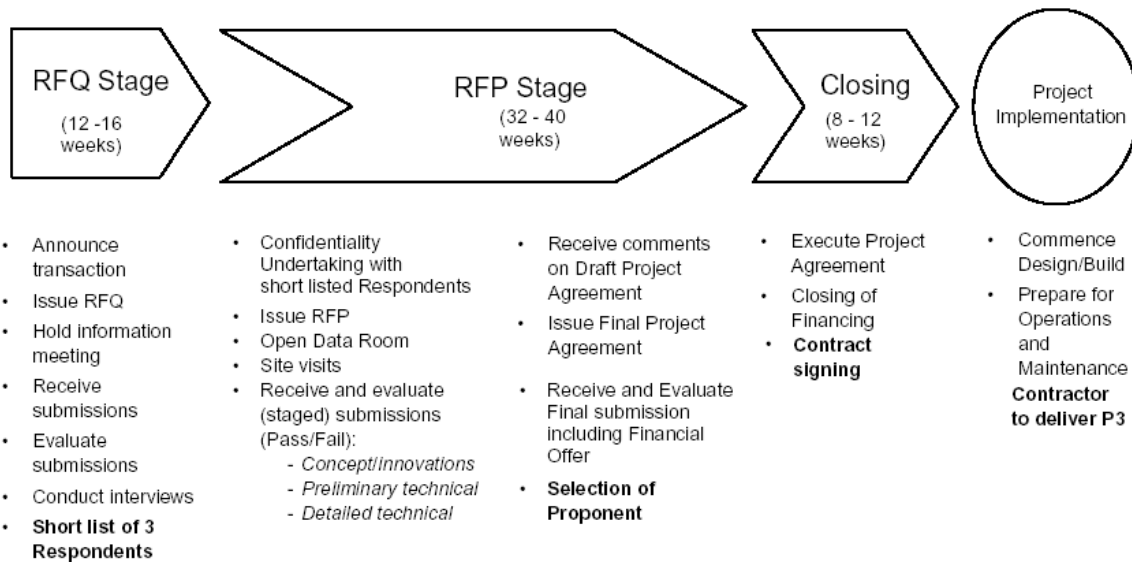 RFQ Stage
(12 -16
weeks)
RFP Stage
(32 - 40
weeks)
Closing
(8 - 12
weeks)
Project
Implementation
• Announce
transaction
• Issue RFQ
• Hold information
meeting
• Receive
submissions
• Evaluate
submissions
• Conduct interviews
• Short list of 3
Respondents
• Confidentiality
Undertaking with
short listed Respondents
• Issue RFP
• Open Data Room
• Site visits
• Receive and evaluate
(staged) submissions
(Pass/Fail):
- Concept/innovations
- Preliminary technical
- Detailed technical
• Receive comments
on Draft Project
Agreement
• Issue Final Project
Agreement
• Receive and Evaluate
Final submission
including Financial
Offer
• Selection of
Proponent
• Execute Project
Agreement
• Closing of
Financing
• Contract
signing
• Commence
Design/Build
• Prepare for
Operations
and
Maintenance
Contractor
to deliver P3